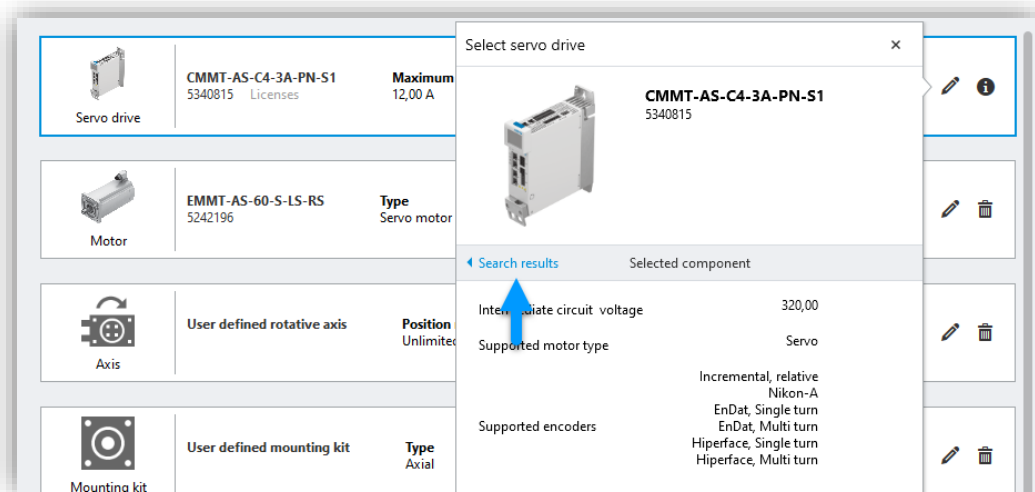 CMMT-AS-C4-3A-PN-S1
5340815 Licenses
Maximum
12,00 A
Servo drive
EMMT-AS-60-S-LS-RS
5242196
Type
Servo motor
Motor
User defined rotative axis
Position
Unlimited
Axis
User defined mounting kit
Type
Axial
Mounting kit
Select servo drive
CMMT-AS-C4-3A-PN-S1
5340815
Search results
Selected component
Intermediate circuit voltage 320,00
Supported motor type Servo
Supported encoders
Incremental, relative
Nikon-A
EnDat, Single turn
EnDat, Multi turn
Hiperface, Single turn
Hiperface, Multi turn